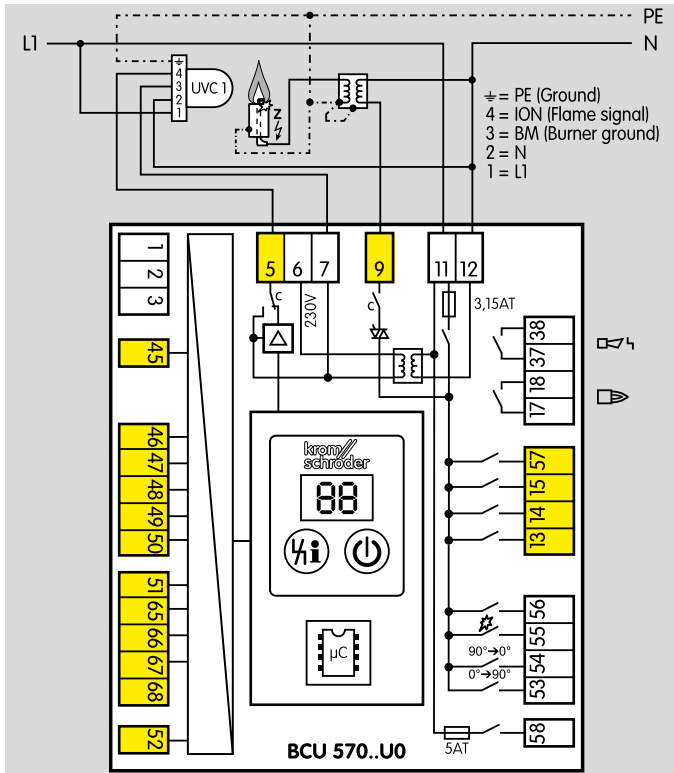 PE
L1
N
4
3
2
1
UVC 1
Z
= PE (Ground)
4 = ION (Flame signal)
3 = BM (Burner ground)
2 = N
1 = L1
1
2
3
45
46
47
48
49
50
51
65
66
67
68
52
5
6
7
9
11
12
c
230V
c
3,15AT
38
37
18
17
57
15
14
13
56
55
54
53
58
90°→0°
0°→90°
5AT
krom
schroder
88
i
µC
BCU 570..U0